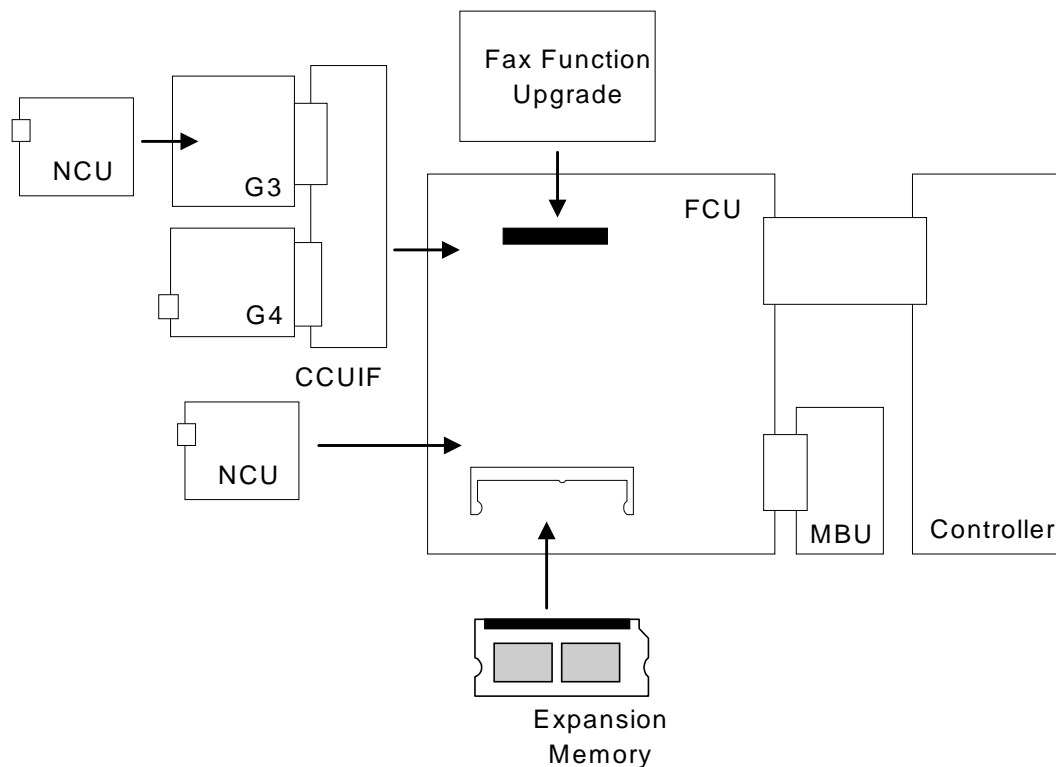 Fax Function
Upgrade
NCU
G3
FCU
G4
CCUIF
NCU
MBU
Controller
Expansion
Memory